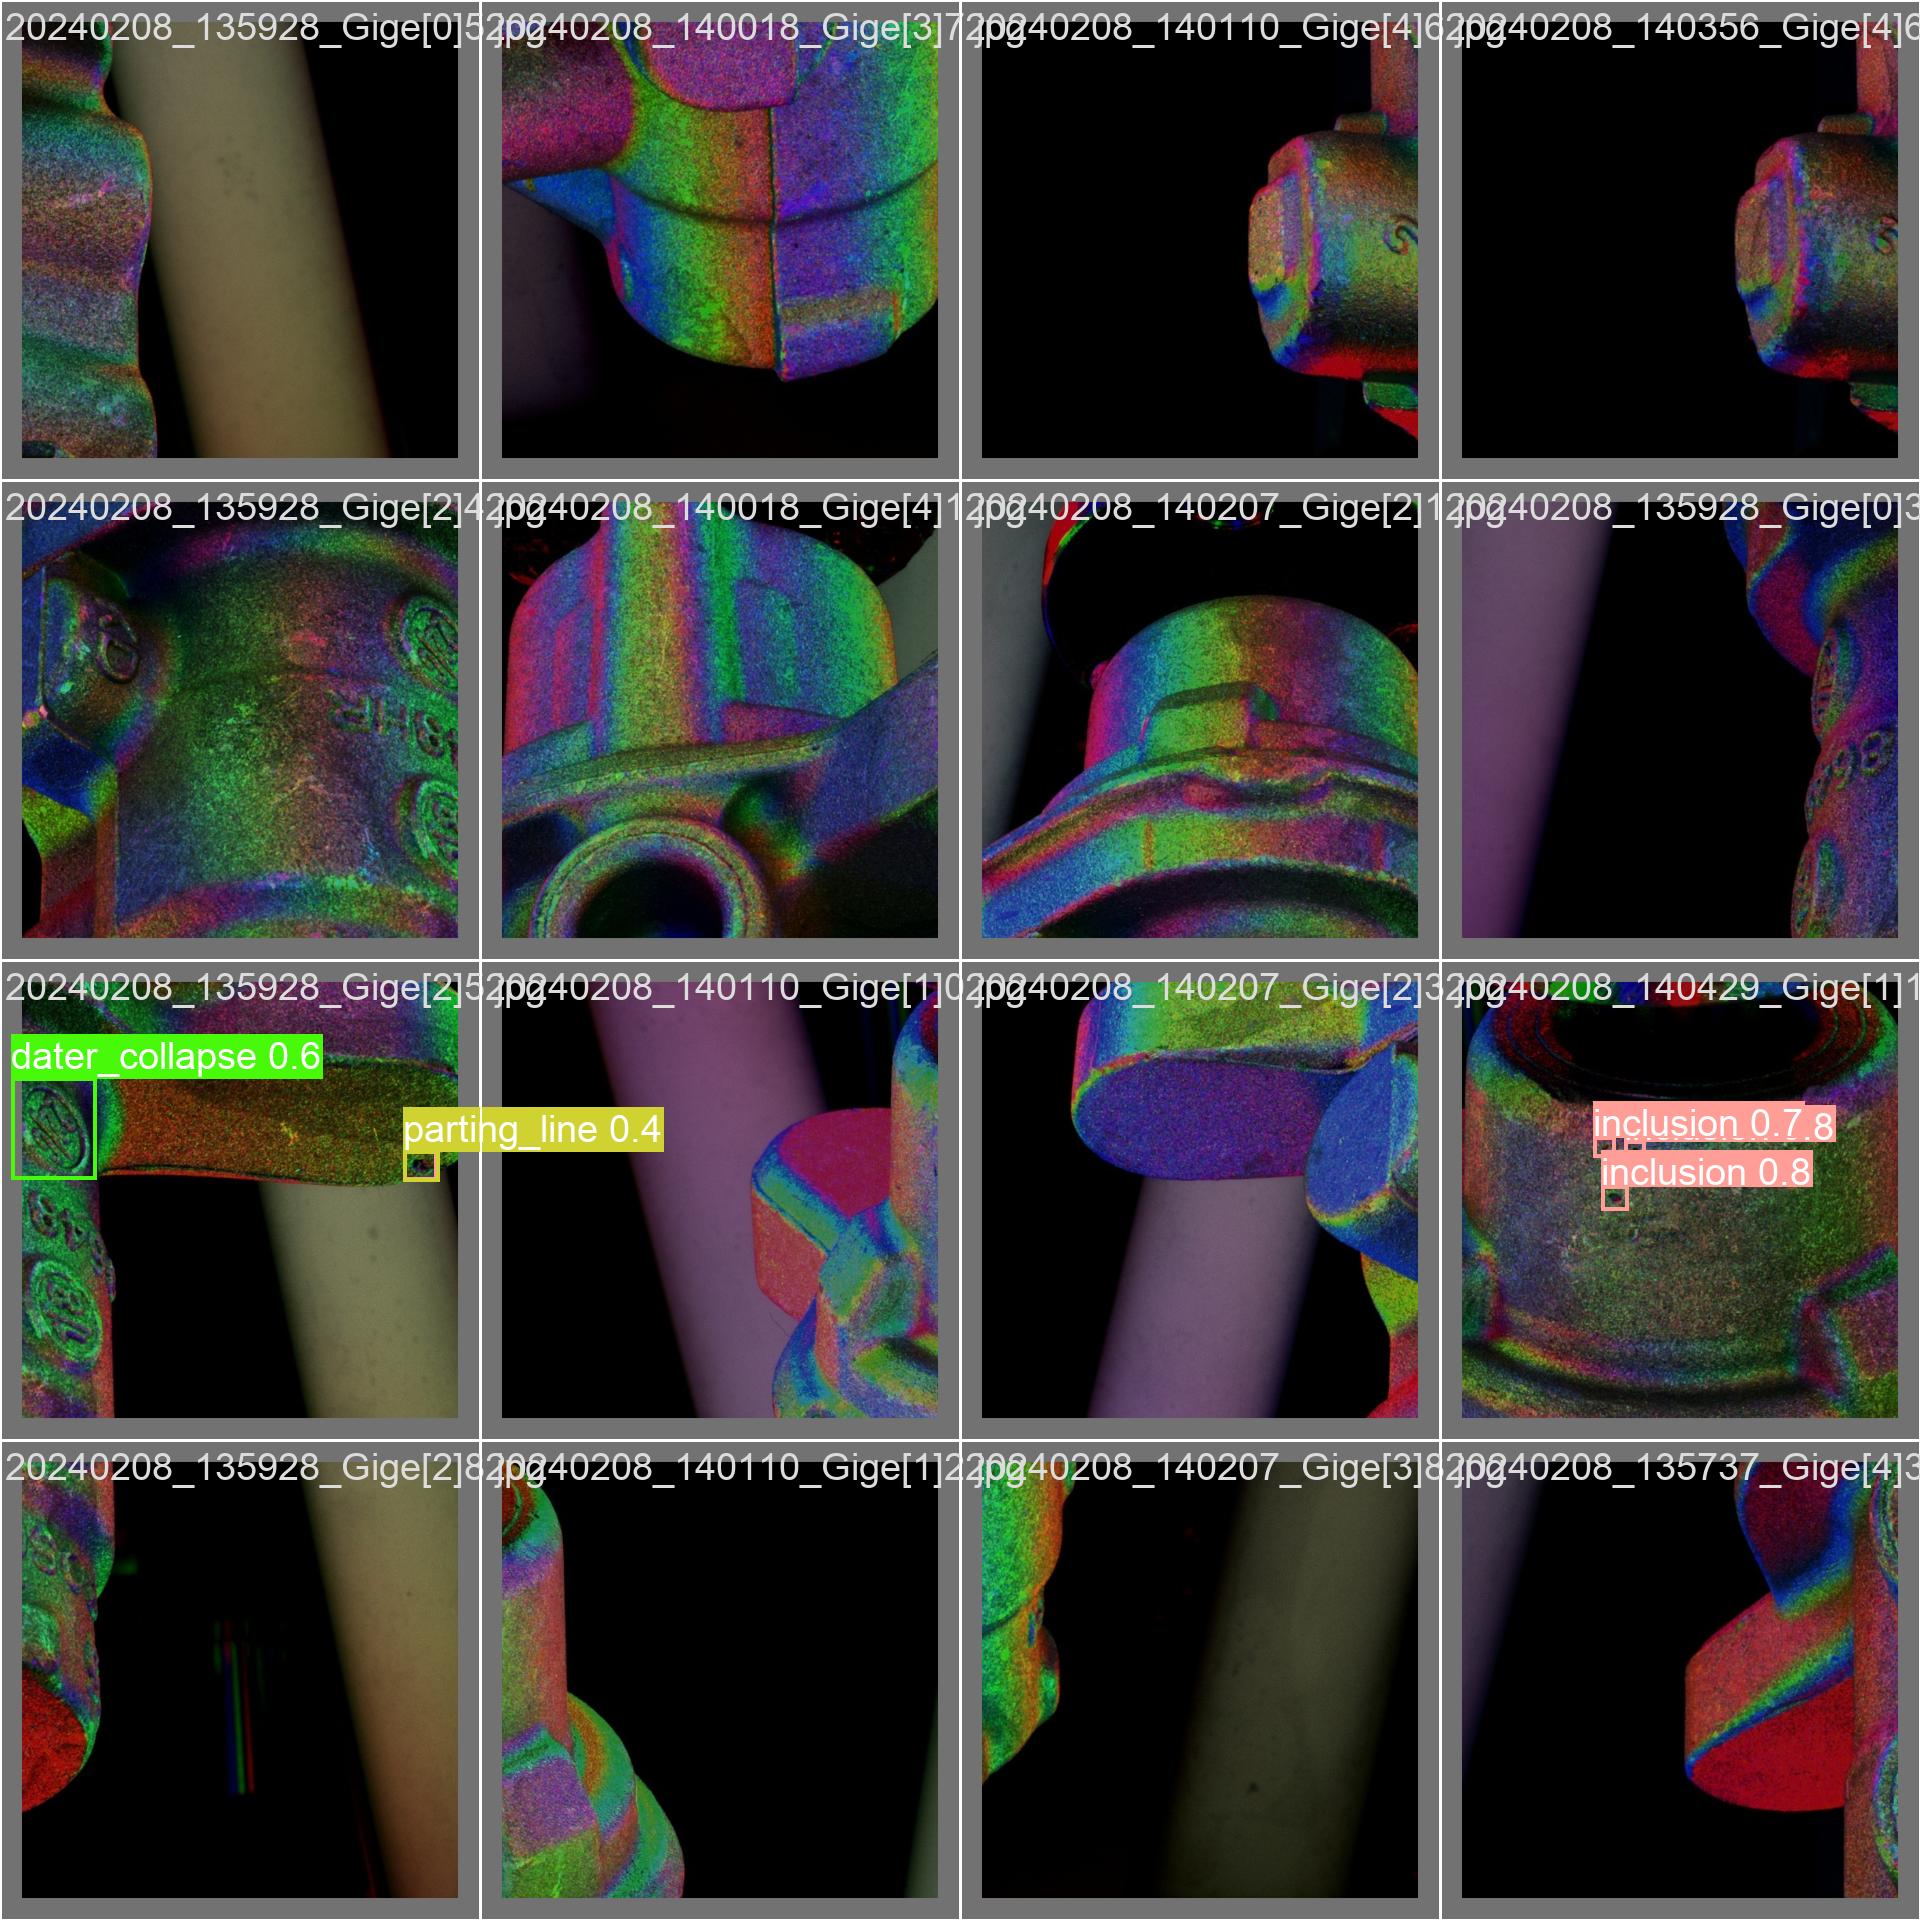 20240208_135928_Gige[0]5
20240208_140018_Gige[3]7
20240208_140110_Gige[4]6
20240208_140356_Gige[4]6
20240208_135928_Gige[2]4
20240208_140018_Gige[4]1
20240208_140207_Gige[2]1
20240208_135928_Gige[0]3
20240208_135928_Gige[2]5
20240208_140110_Gige[1]0
20240208_140207_Gige[2]3
20240208_140429_Gige[1]1
dater_collapse 0.6
parting_line 0.4
inclusion 0.7
inclusion 0.8
20240208_135928_Gige[2]8
20240208_140110_Gige[1]2
20240208_140207_Gige[3]8
20240208_135737_Gige[4]3